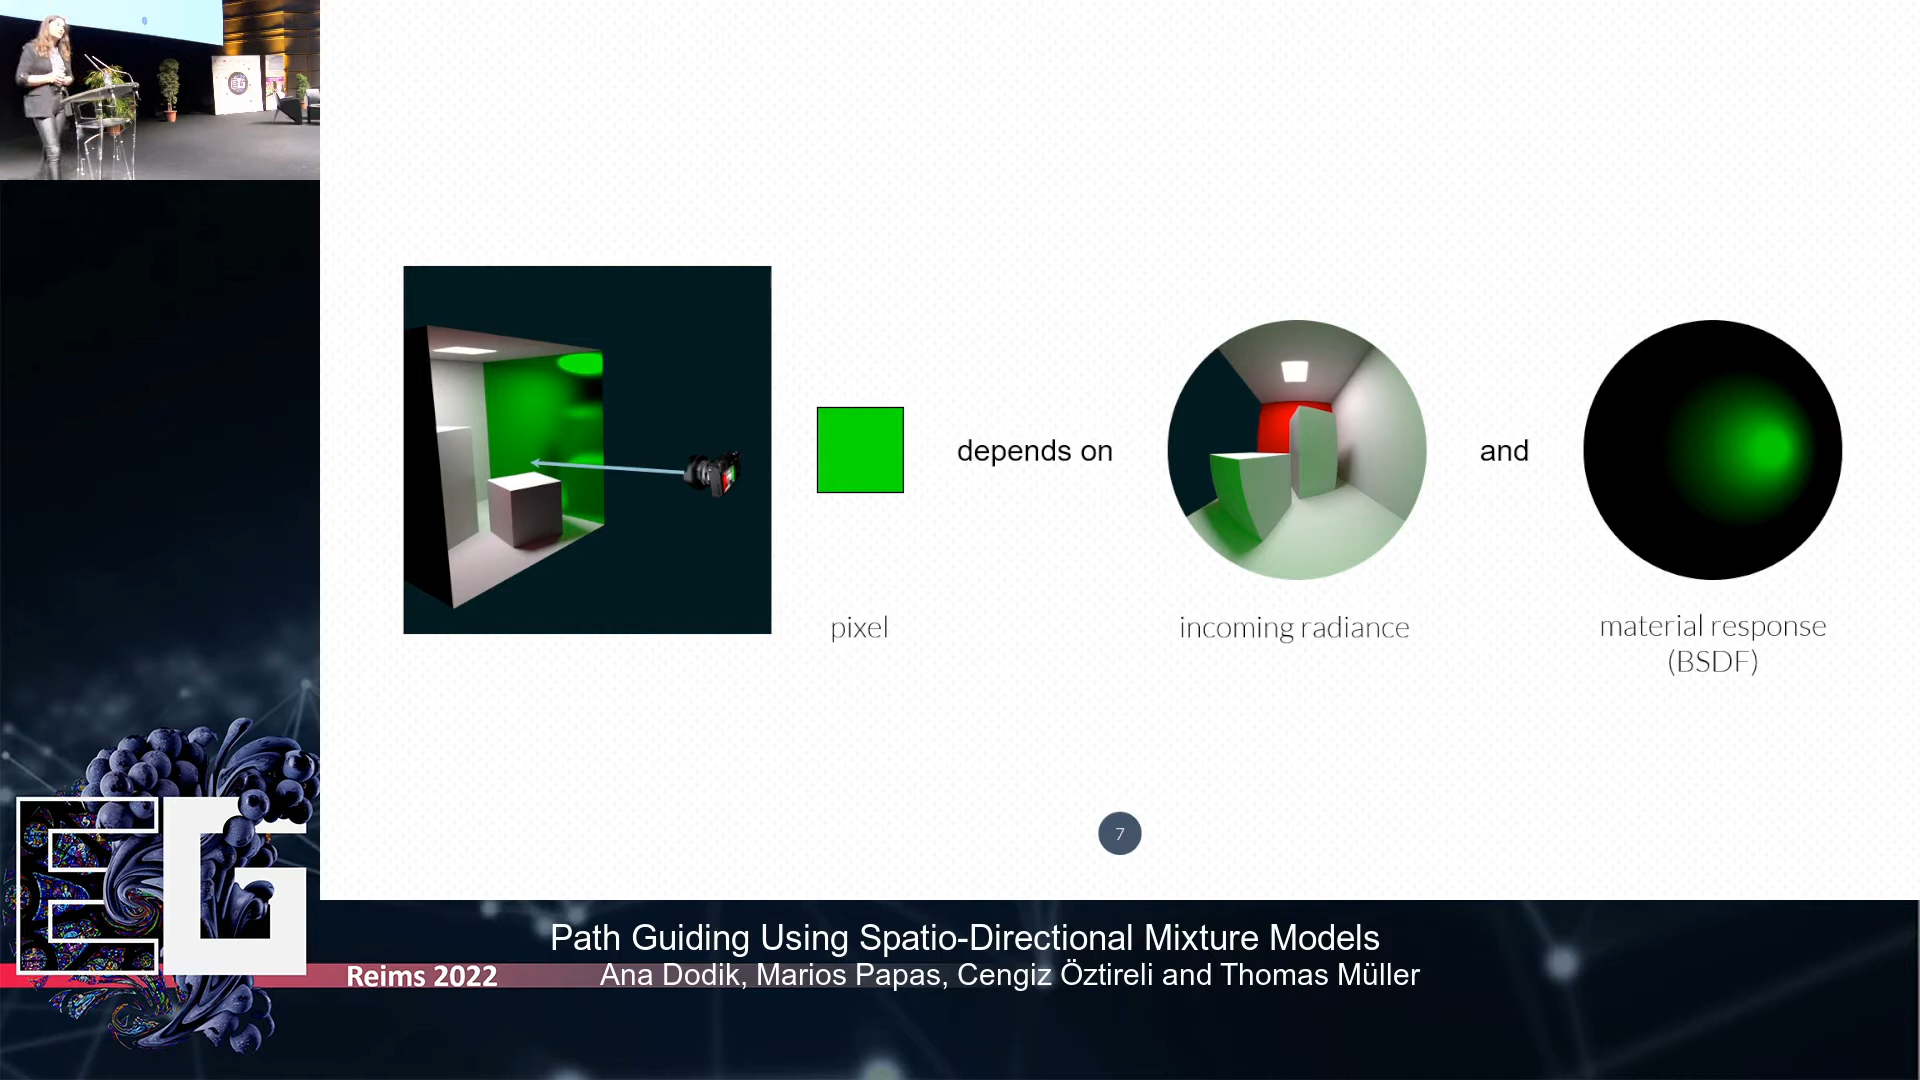 depends on
and
pixel
incoming radiance
material response
(BSDF)
7
EG
Reims 2022
Path Guiding Using Spatio-Directional Mixture Models
Ana Dodik, Marios Papas, Cengiz Öztireli and Thomas Müller